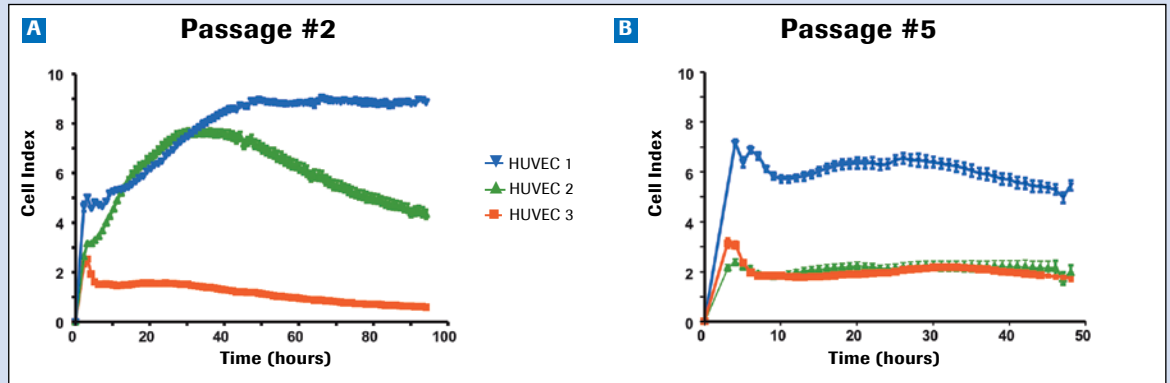 A
Passage #2
10
8
6
4
2
0
0
20
40
60
80
100
Cell Index
Time (hours)
HUVEC 1
HUVEC 2
HUVEC 3
B
Passage #5
10
8
6
4
2
0
0
10
20
30
40
50
Cell Index
Time (hours)